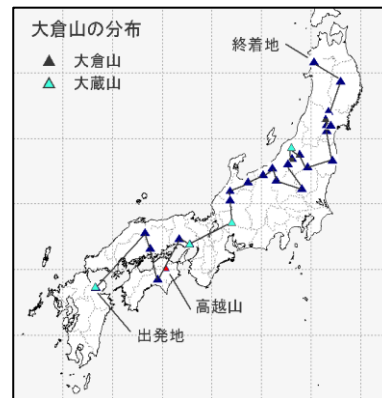 大倉山の分布
大倉山
大蔵山
終着地
高越山
出発地